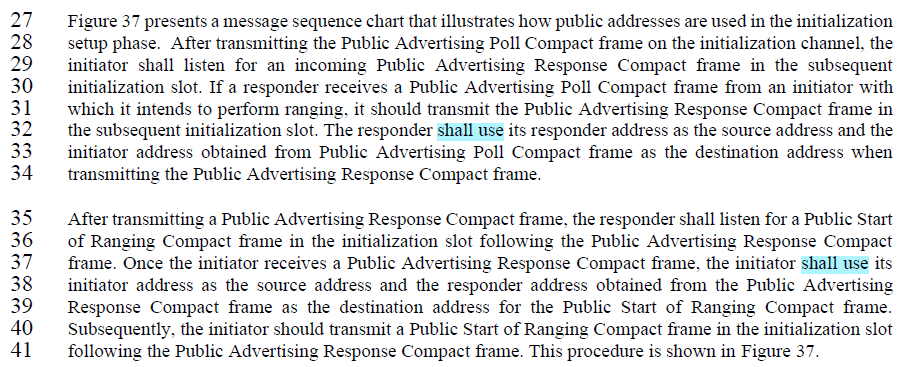 27 Figure 37 presents a message sequence chart that illustrates how public addresses are used in the initialization
28 setup phase. After transmitting the Public Advertising Poll Compact frame on the initialization channel, the
29 initiator shall listen for an incoming Public Advertising Response Compact frame in the subsequent
30 initialization slot. If a responder receives a Public Advertising Poll Compact frame from an initiator with
31 which it intends to perform ranging, it should transmit the Public Advertising Response Compact frame in
32 the subsequent initialization slot. The responder shall use its responder address as the source address and the
33 initiator address obtained from Public Advertising Poll Compact frame as the destination address when
34 transmitting the Public Advertising Response Compact frame.
35 After transmitting a Public Advertising Response Compact frame, the responder shall listen for a Public Start
36 of Ranging Compact frame in the initialization slot following the Public Advertising Response Compact
37 frame. Once the initiator receives a Public Advertising Response Compact frame, the initiator shall use its
38 initiator address as the source address and the responder address obtained from the Public Advertising
39 Response Compact frame as the destination address for the Public Start of Ranging Compact frame.
40 Subsequently, the initiator should transmit a Public Start of Ranging Compact frame in the initialization slot
41 following the Public Advertising Response Compact frame. This procedure is shown in Figure 37.